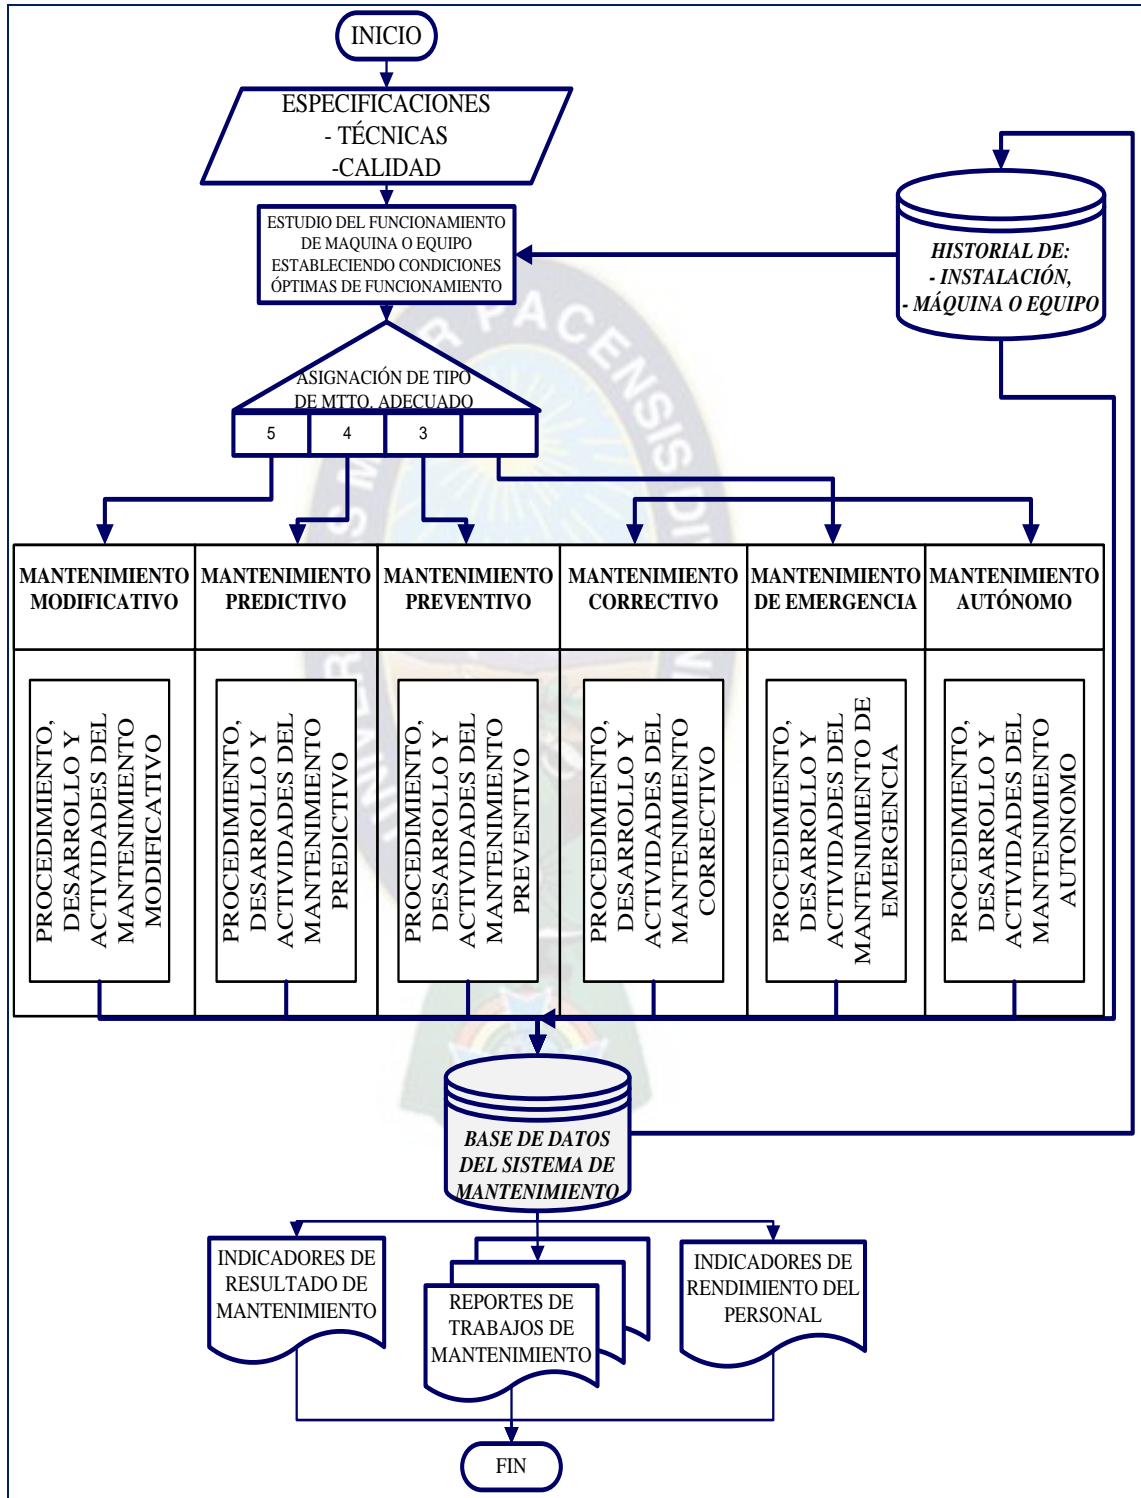 INICIO
ESPECIFICACIONES
- TÉCNICAS
-CALIDAD
ESTUDIO DEL FUNCIONAMIENTO
DE MAQUINA O EQUIPO
ESTABLECIENDO CONDICIONES
ÓPTIMAS DE FUNCIONAMIENTO
HISTORIAL DE:
- INSTALACIÓN,
- MÁQUINA O EQUIPO
ASIGNACIÓN DE TIPO
DE MTTO. ADECUADO
5
4
3
MANTENIMIENTO
MODIFICATIVO
MANTENIMIENTO
PREDICTIVO
MANTENIMIENTO
PREVENTIVO
MANTENIMIENTO
CORRECTIVO
MANTENIMIENTO
DE EMERGENCIA
MANTENIMIENTO
AUTÓNOMO
PROCEDIMIENTO,
DESARROLLO Y
ACTIVIDADES DEL
MANTENIMIENTO
MODIFICATIVO
PROCEDIMIENTO,
DESARROLLO Y
ACTIVIDADES DEL
MANTENIMIENTO
PREDICTIVO
PROCEDIMIENTO,
DESARROLLO Y
ACTIVIDADES DEL
MANTENIMIENTO
PREVENTIVO
PROCEDIMIENTO,
DESARROLLO Y
ACTIVIDADES DEL
MANTENIMIENTO
CORRECTIVO
PROCEDIMIENTO,
DESARROLLO Y
ACTIVIDADES DEL
MANTENIMIENTO DE
EMERGENCIA
PROCEDIMIENTO,
DESARROLLO Y
ACTIVIDADES DEL
MANTENIMIENTO
AUTONOMO
BASE DE DATOS
DEL SISTEMA DE
MANTENIMIENTO
INDICADORES DE
RESULTADO DE
MANTENIMIENTO
REPORTES DE
TRABAJOS DE
MANTENIMIENTO
INDICADORES DE
RENDIMIENTO DEL
PERSONAL
FIN
PACENSIS